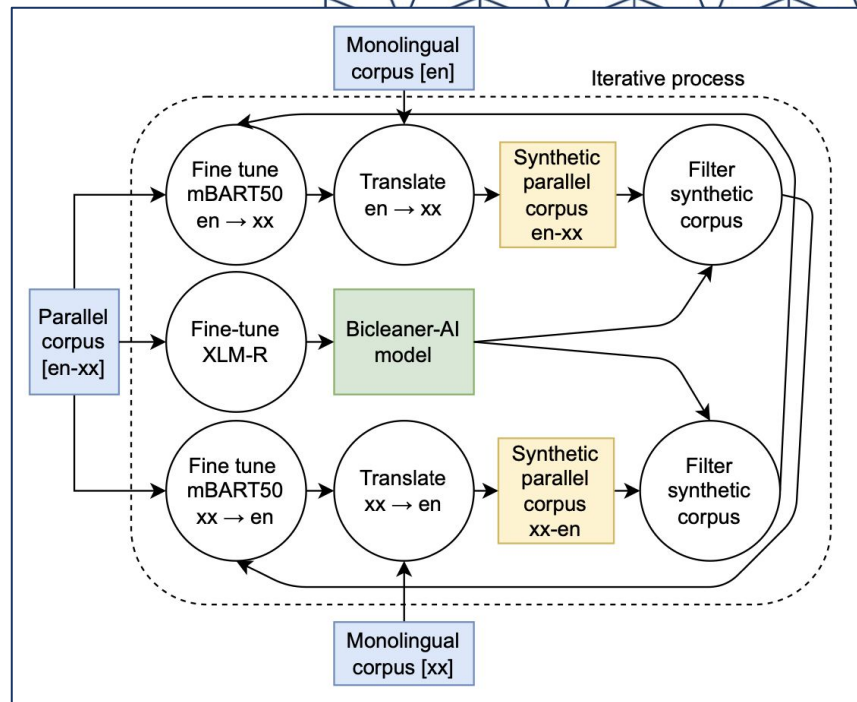 Monolingual
corpus [en]
Iterative process
Fine tune
mBART50
en → xx
Translate
en → xx
Synthetic
parallel
corpus
en-xx
Filter
synthetic
corpus
Parallel
corpus
[en-xx]
Fine-tune
XLM-R
Bicleaner-AI
model
Fine tune
mBART50
xx → en
Translate
xx → en
Synthetic
parallel
corpus
xx-en
Filter
synthetic
corpus
Monolingual
corpus [xx]